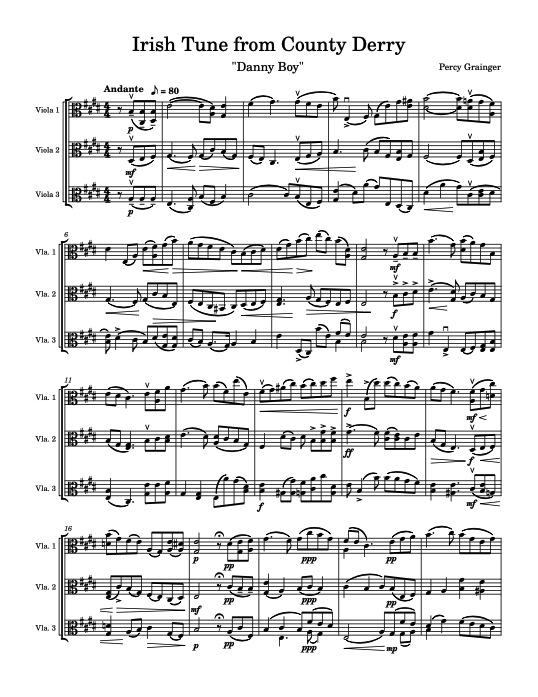 Irish Tune from County Derry
"Danny Boy"
Percy Grainger
Andante ♪ = 80
Viola 1
p
Viola 2
mf
Viola 3
p
6
Vla. 1
mf
Vla. 2
mf
Vla. 3
mf
11
Vla. 1
f
mf
Vla. 2
ff
f
Vla. 3
f
mf
16
Vla. 1
p
pp
ppp
pp
Vla. 2
mf
pp
ppp
pp
Vla. 3
p
pp
ppp
mp